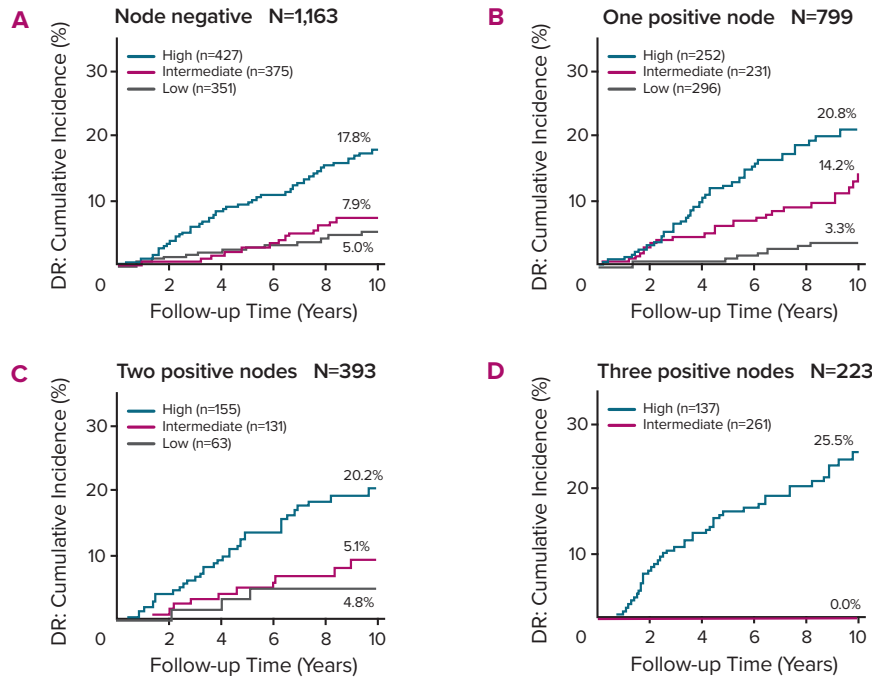 A
Node negative N=1,163
DR: Cumulative Incidence (%)
High (n=427)
Intermediate (n=375)
Low (n=351)
30
20
10
0
17.8%
7.9%
5.0%
2 4 6 8 10
Follow-up Time (Years)
B
One positive node N=799
DR: Cumulative Incidence (%)
High (n=252)
Intermediate (n=231)
Low (n=296)
30
20
10
0
20.8%
14.2%
3.3%
2 4 6 8 10
Follow-up Time (Years)
C
Two positive nodes N=393
DR: Cumulative Incidence (%)
High (n=155)
Intermediate (n=131)
Low (n=63)
30
20
10
0
20.2%
5.1%
4.8%
2 4 6 8 10
Follow-up Time (Years)
D
Three positive nodes N=223
DR: Cumulative Incidence (%)
High (n=137)
Intermediate (n=261)
30
20
10
0
25.5%
0.0%
2 4 6 8 10
Follow-up Time (Years)